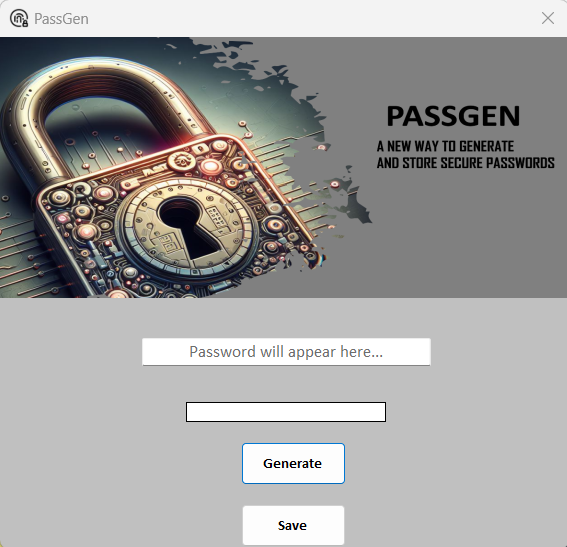 PassGen
PASSGEN
A NEW WAY TO GENERATE
AND STORE SECURE PASSWORDS
Password will appear here...
Generate
Save